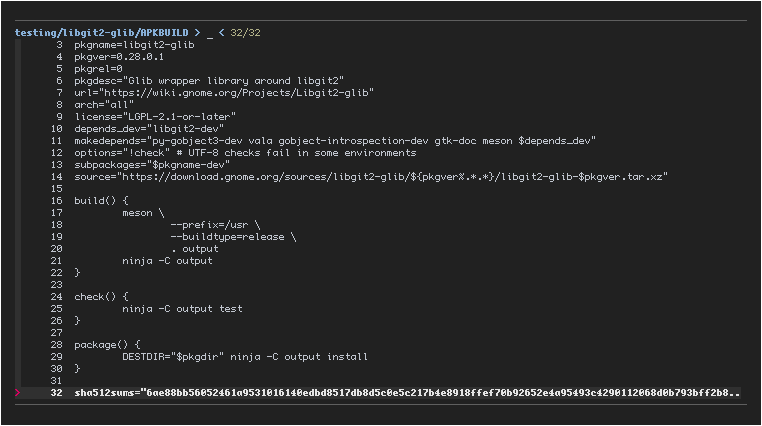 testing/libgit2-glib/APKBUILD > _ < 32/32
3 pkgname=libgit2-glib
4 pkgver=0.28.0.1
5 pkgrel=0
6 pkgdesc="Glib wrapper library around libgit2"
7 url="https://wiki.gnome.org/Projects/Libgit2-glib"
8 arch="all"
9 license="LGPL-2.1-or-later"
10 depends_dev="libgit2-dev"
11 makedepends="py-gobject3-dev vala gobject-introspection-dev gtk-doc meson $depends_dev"
12 options="!check" # UTF-8 checks fail in some environments
13 subpackages="$pkgname-dev"
14 source="https://download.gnome.org/sources/libgit2-glib/${pkgver%.*.*}/libgit2-glib-$pkgver.tar.xz"
15
16 build() {
17 meson \
18 --prefix=/usr \
19 --buildtype=release \
20 . output
21 ninja -C output
22 }
23
24 check() {
25 ninja -C output test
26 }
27
28 package() {
29 DESTDIR="$pkgdir" ninja -C output install
30 }
31
> 32 sha512sums="6ae88bb56052461a9531016140edbd8517db8d5c0e5c217b4e8918ffef70b92652e4a95493c4290112068d0b793bff2b8..